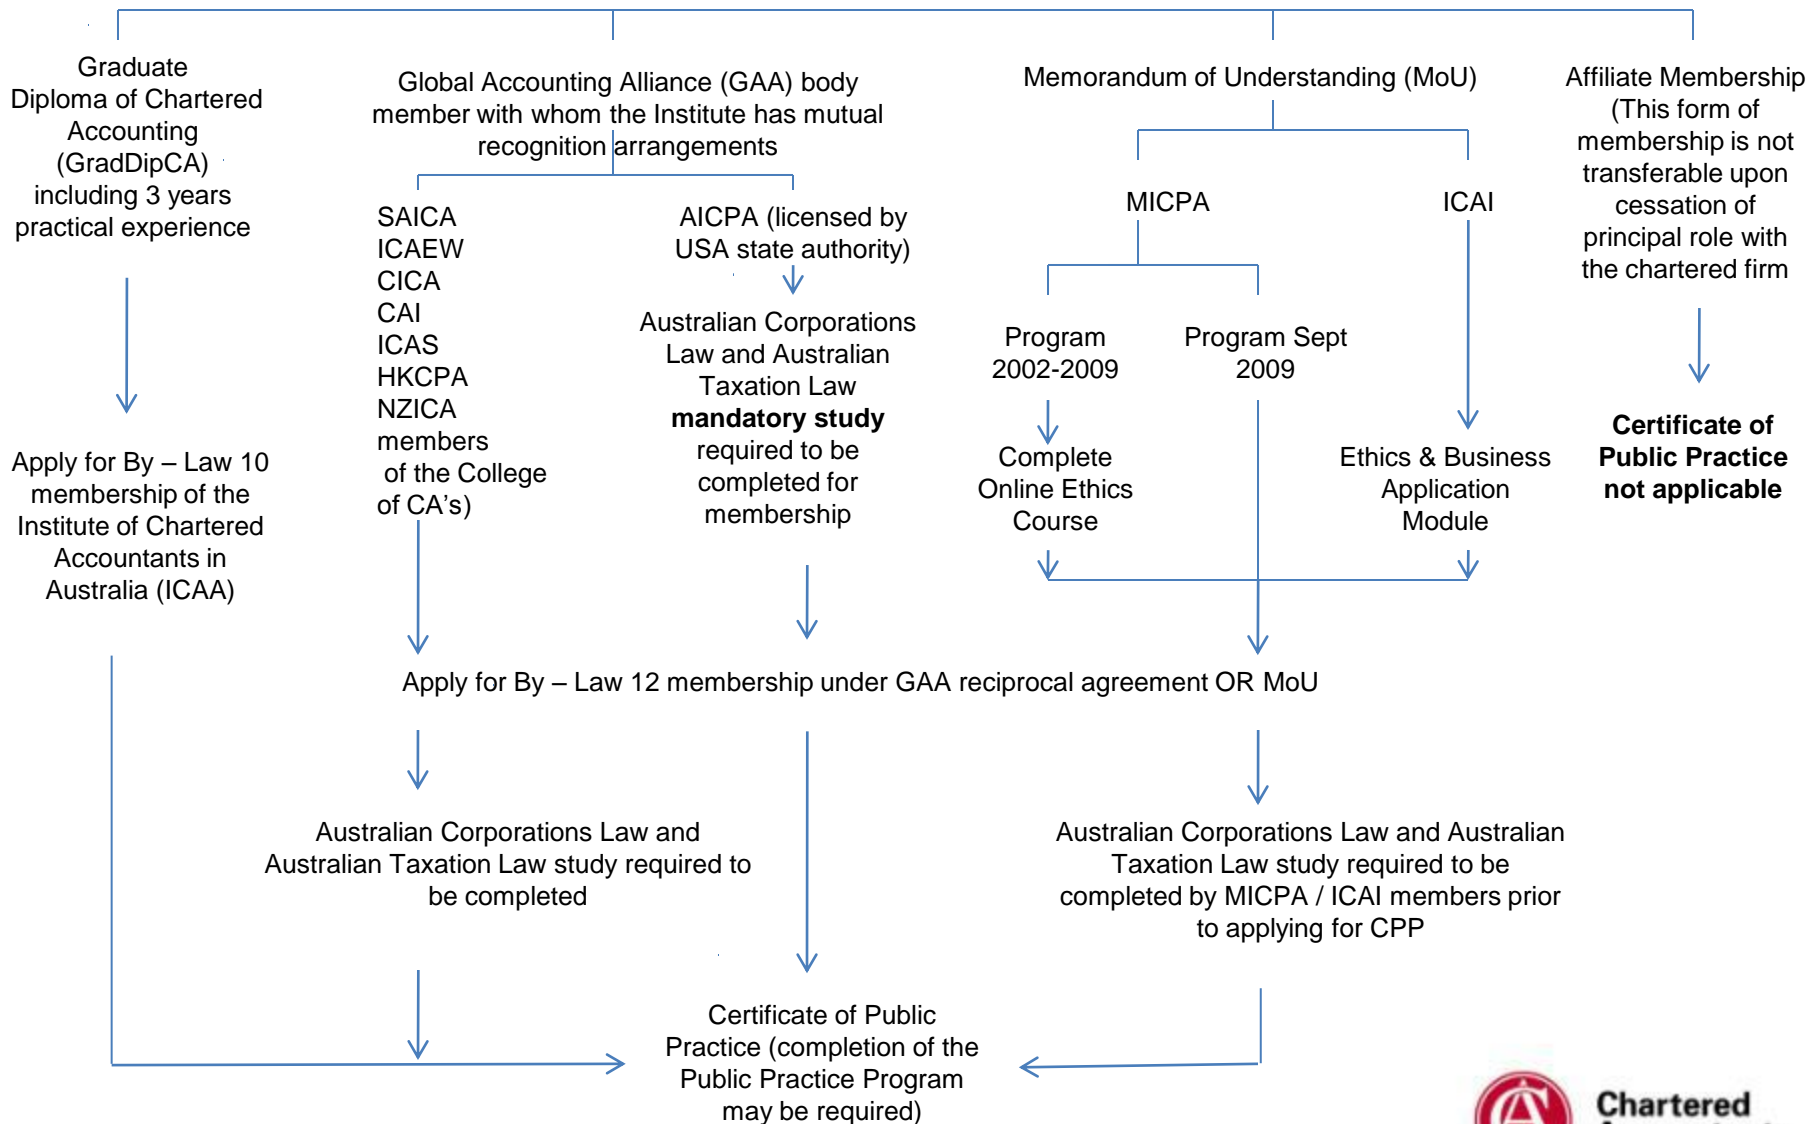 Graduate
Diploma of Chartered
Accounting
(GradDipCA)
including 3 years
practical experience
Global Accounting Alliance (GAA) body
member with whom the Institute has mutual
recognition arrangements
Memorandum of Understanding (MoU)
Affiliate Membership
(This form of
membership is not
transferable upon
cessation of
principal role with
the chartered firm
SAICA
ICAEW
CICA
CAI
ICAS
HKCPA
NZICA
members
of the College
of CA's)
AICPA (licensed by
USA state authority)
MICPA
ICAI
Australian Corporations
Law and Australian
Taxation Law
mandatory study
required to be
completed for
membership
Program
2002-2009
Program Sept
2009
Complete
Online Ethics
Course
Ethics & Business
Application
Module
Certificate of
Public Practice
not applicable
Apply for By – Law 10
membership of the
Institute of Chartered
Accountants in
Australia (ICAA)
Apply for By – Law 12 membership under GAA reciprocal agreement OR MoU
Australian Corporations Law and
Australian Taxation Law study required to
be completed
Australian Corporations Law and Australian
Taxation Law study required to be
completed by MICPA / ICAI members prior
to applying for CPP
Certificate of Public
Practice (completion of the
Public Practice Program
may be required)
Chartered